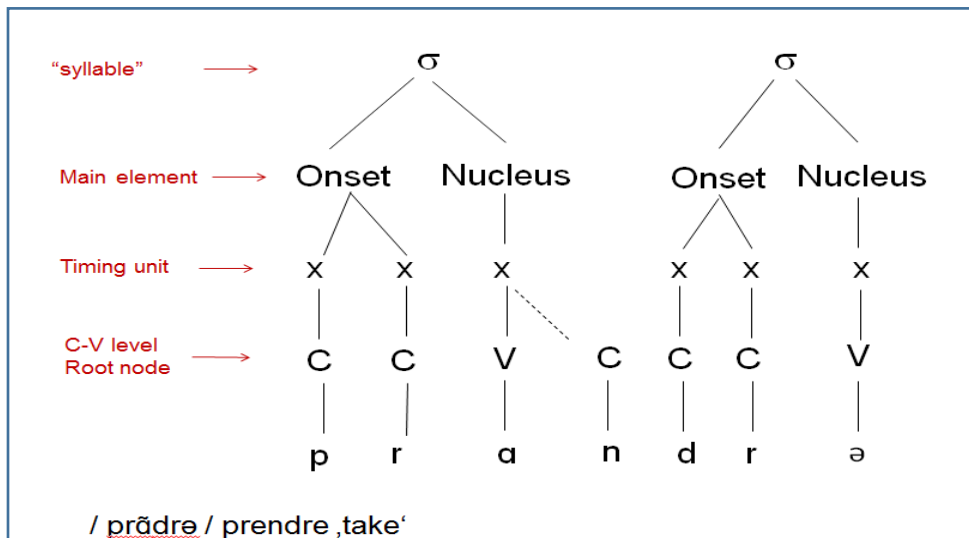 “syllable” σ σ
Main element Onset Nucleus Onset Nucleus
Timing unit x x x x x x
C-V level
Root node C C V C C C V
p r ɑ n d r ə
/ prɑ̃drə / prendre ‚take‘